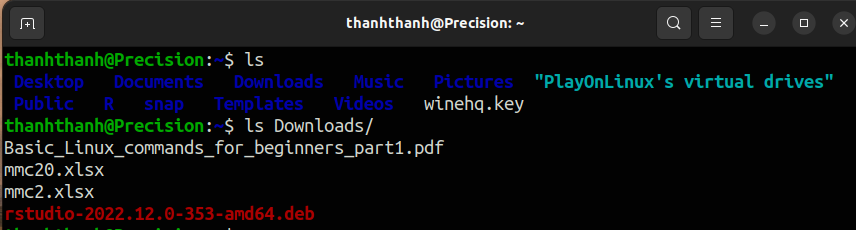 thanhthanh@Precision: ~
thanhthanh@Precision:~$ ls
Desktop Documents Downloads Music Pictures "PlayOnLinux's virtual drives"
Public R snap Templates Videos winehq.key
thanhthanh@Precision:~$ ls Downloads/
Basic_Linux_commands_for_beginners_part1.pdf
mmc20.xlsx
mmc2.xlsx
rstudio-2022.12.0-353-amd64.deb